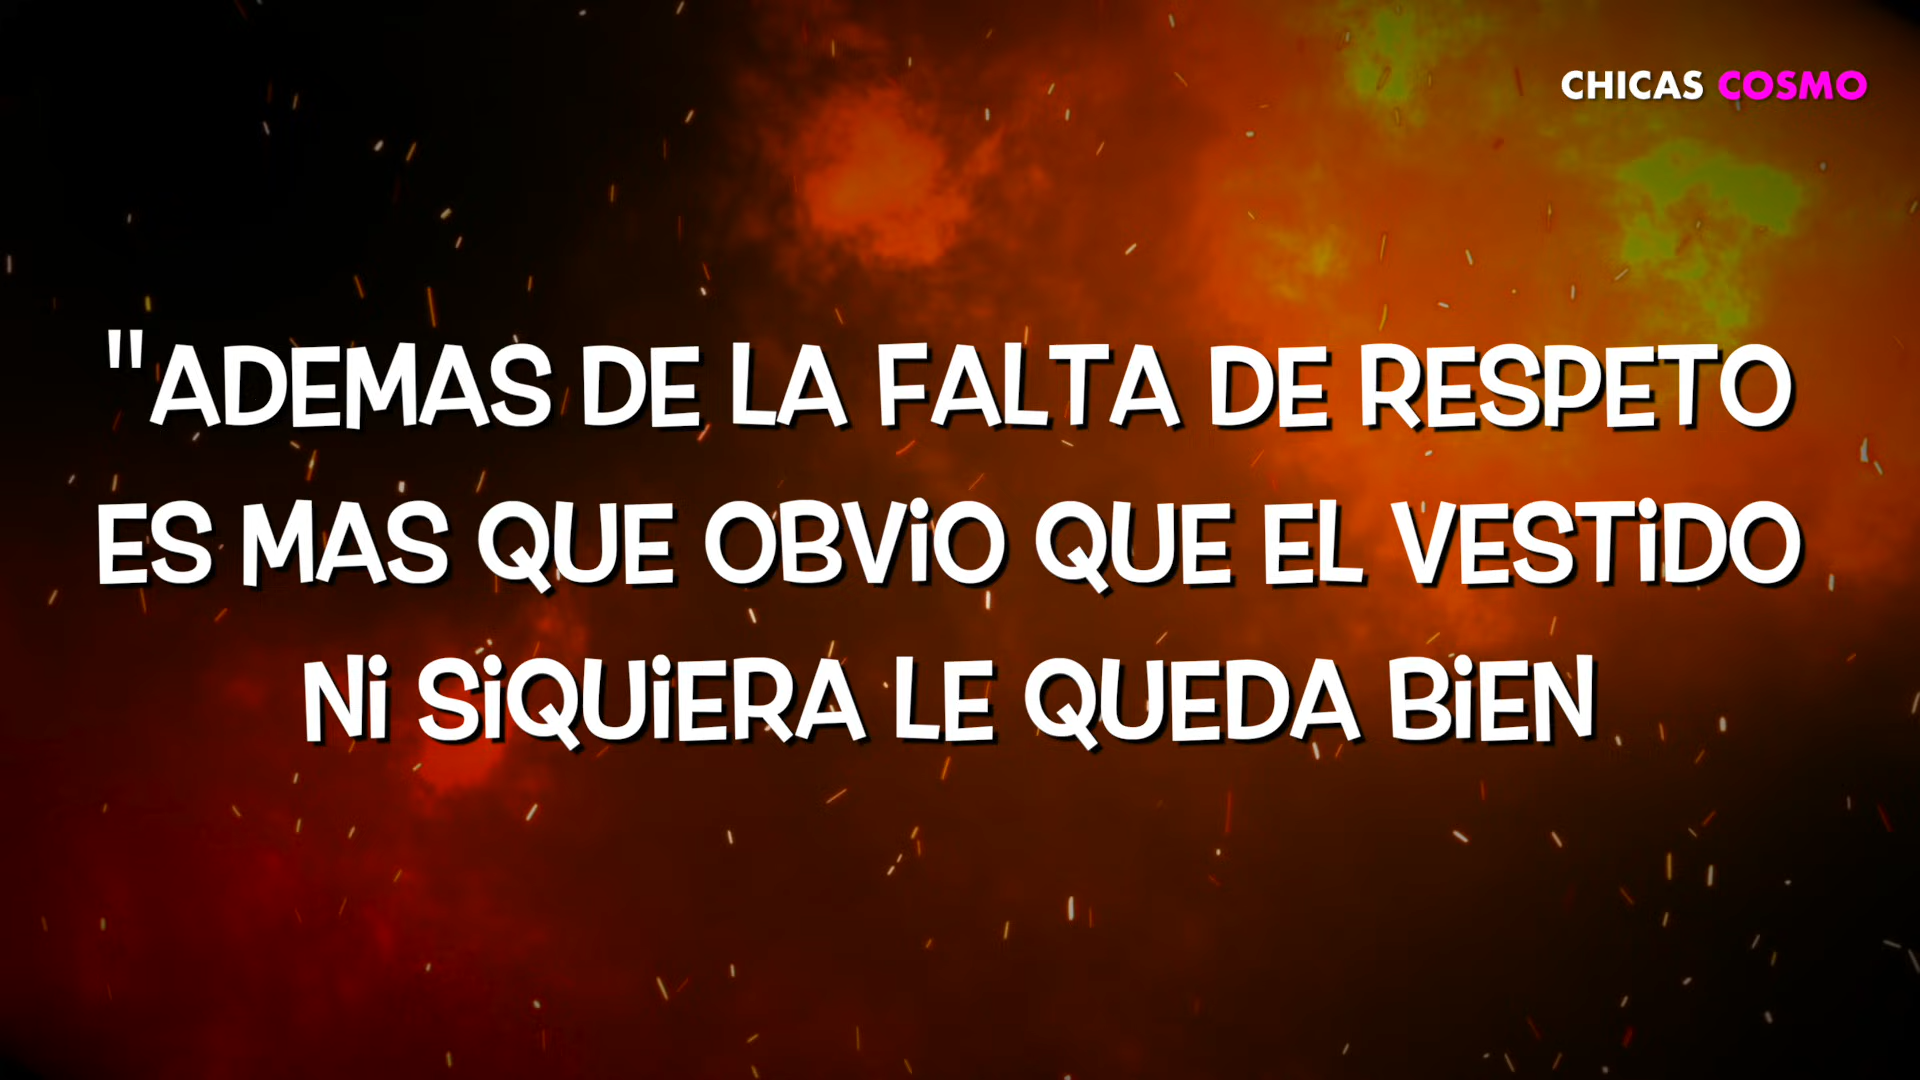 CHICAS COSMO
"ADEMAS DE LA FALTA DE RESPETO
ES MAS QUE OBViO QUE EL VESTiDO
Ni SiQUiERA LE QUEDA BiEN